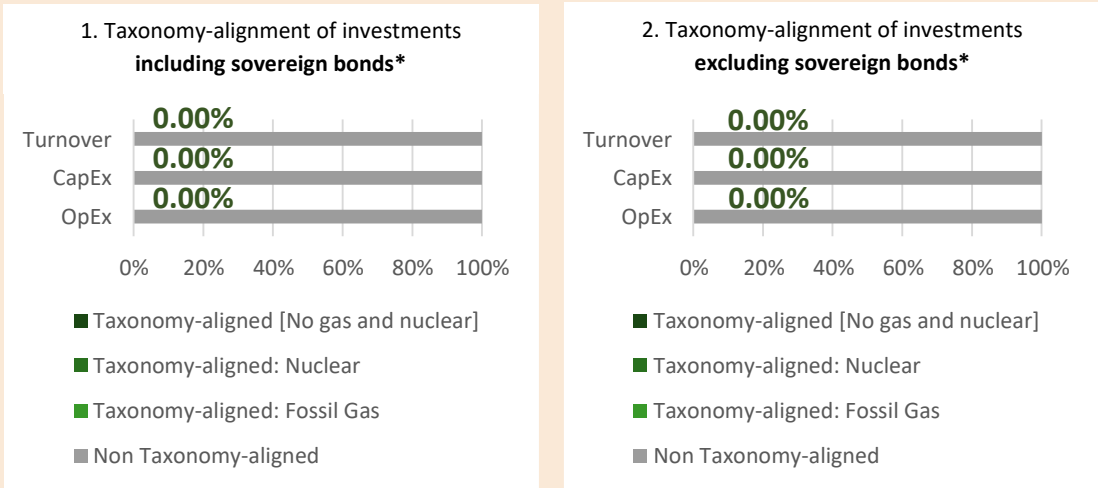 1. Taxonomy-alignment of investments
including sovereign bonds*
0.00%
Turnover
0.00%
CapEx
0.00%
OpEx
0% 20% 40% 60% 80% 100%
Taxonomy-aligned [No gas and nuclear]
Taxonomy-aligned: Nuclear
Taxonomy-aligned: Fossil Gas
Non Taxonomy-aligned
2. Taxonomy-alignment of investments
excluding sovereign bonds*
0.00%
Turnover
0.00%
CapEx
0.00%
OpEx
0% 20% 40% 60% 80% 100%
Taxonomy-aligned [No gas and nuclear]
Taxonomy-aligned: Nuclear
Taxonomy-aligned: Fossil Gas
Non Taxonomy-aligned